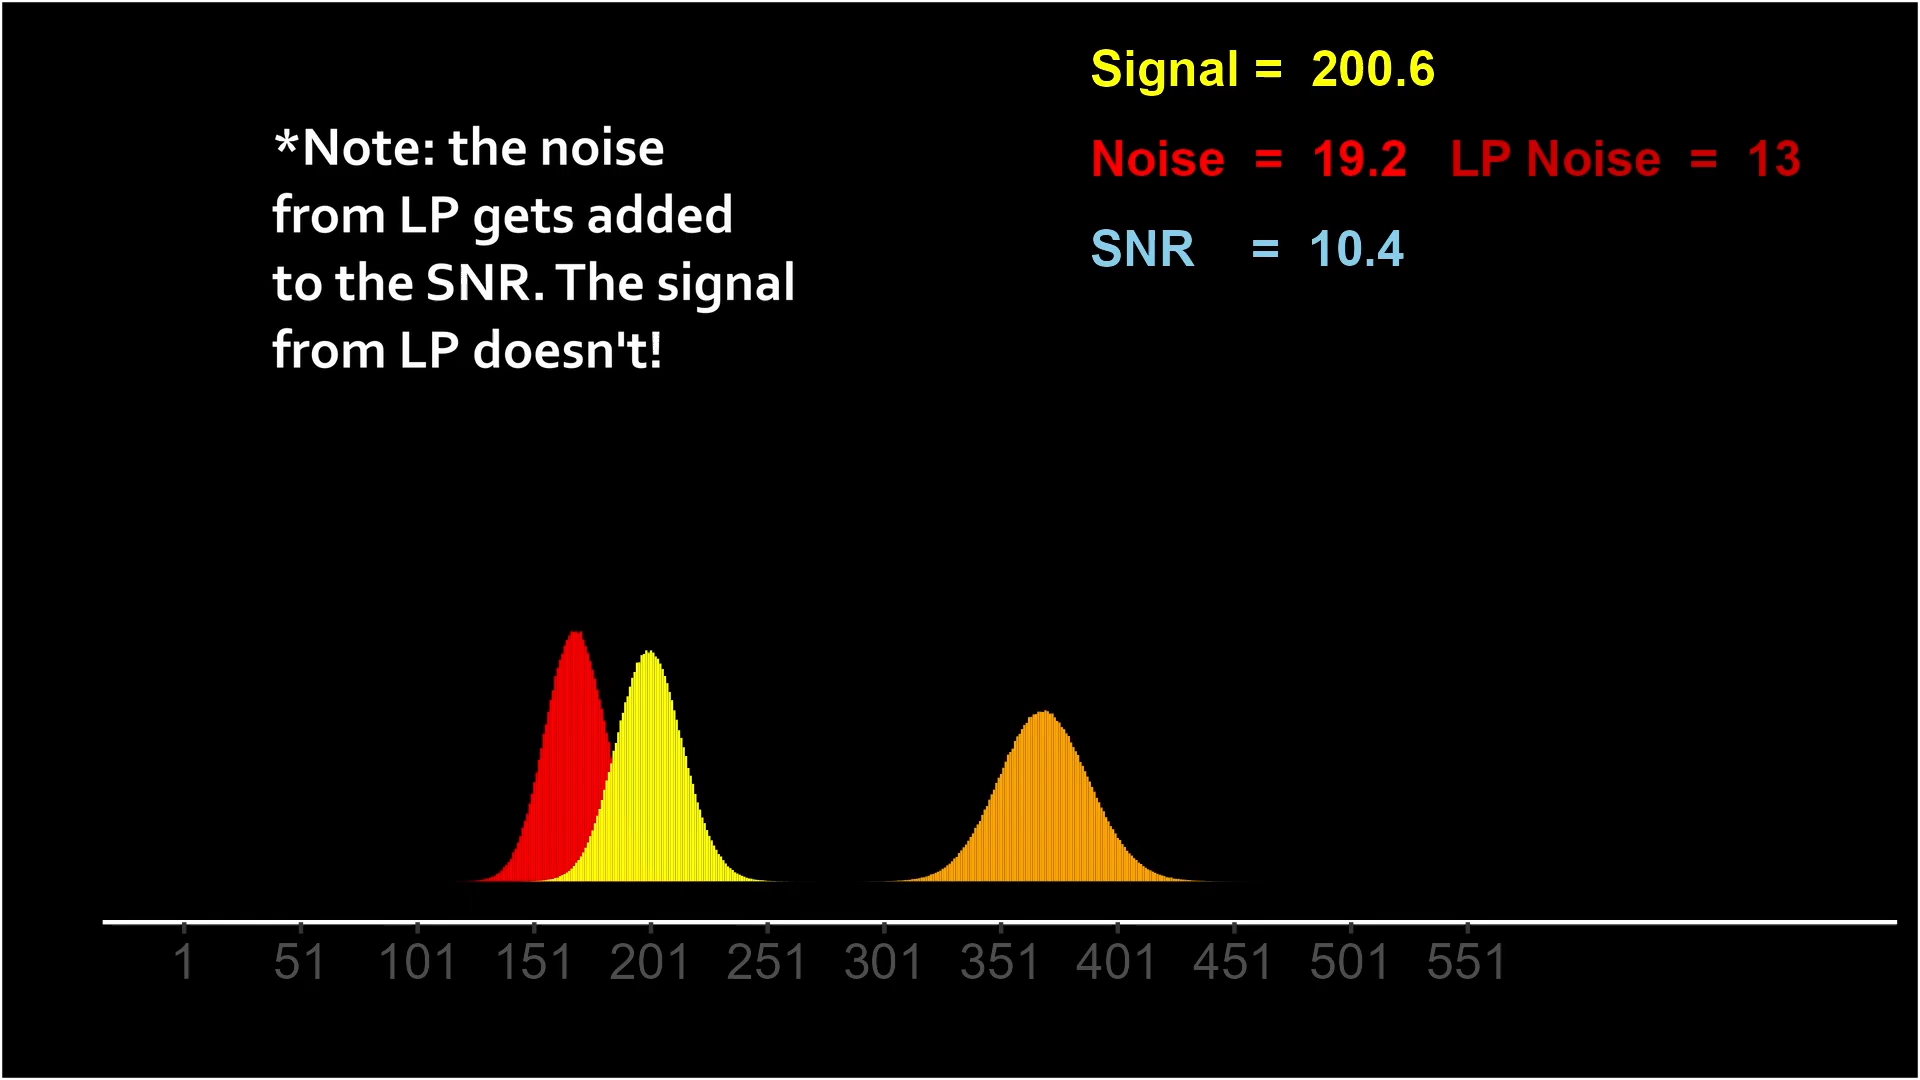 *Note: the noise
from LP gets added
to the SNR. The signal
from LP doesn't!
Signal = 200.6
Noise = 19.2 LP Noise = 13
SNR = 10.4
1 51 101 151 201 251 301 351 401 451 501 551